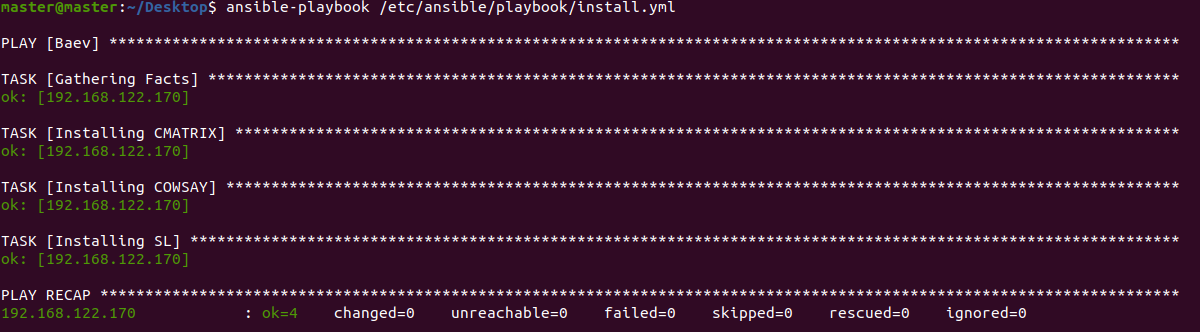 master@master:~/Desktop$ ansible-playbook /etc/ansible/playbook/install.yml
PLAY [Baev] ***********************************************************************************************************************
TASK [Gathering Facts] ************************************************************************************************************
ok: [192.168.122.170]
TASK [Installing CMATRIX] *********************************************************************************************************
ok: [192.168.122.170]
TASK [Installing COWSAY] **********************************************************************************************************
ok: [192.168.122.170]
TASK [Installing SL] **************************************************************************************************************
ok: [192.168.122.170]
PLAY RECAP ************************************************************************************************************************
192.168.122.170            : ok=4    changed=0    unreachable=0    failed=0    skipped=0    rescued=0    ignored=0